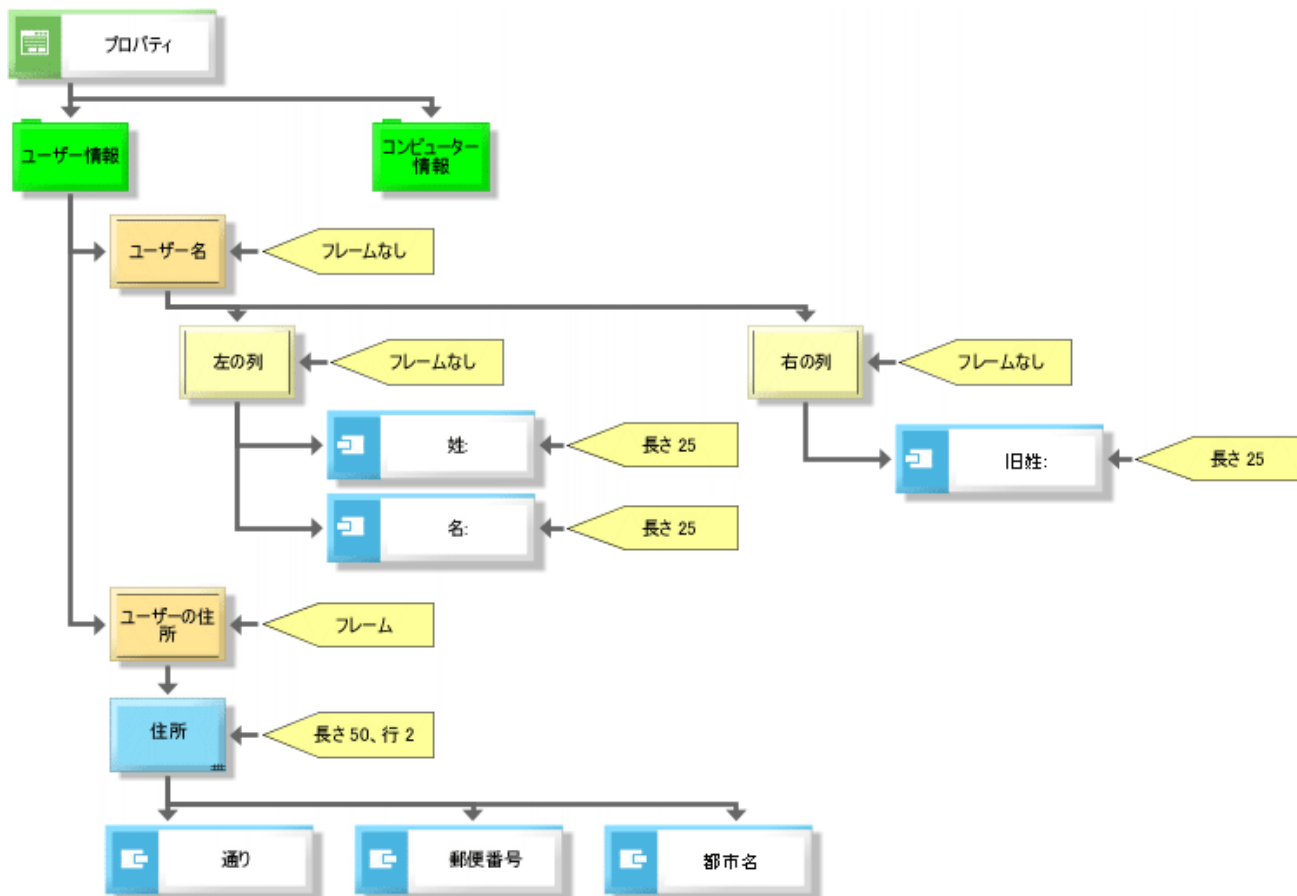 プロパティ
ユーザー情報
コンピューター
情報
ユーザー名
フレームなし
左の列
フレームなし
右の列
フレームなし
姓:
長さ 25
旧姓:
長さ 25
名:
長さ 25
ユーザーの住
所
フレーム
住所
長さ 50、行 2
通り
郵便番号
都市名